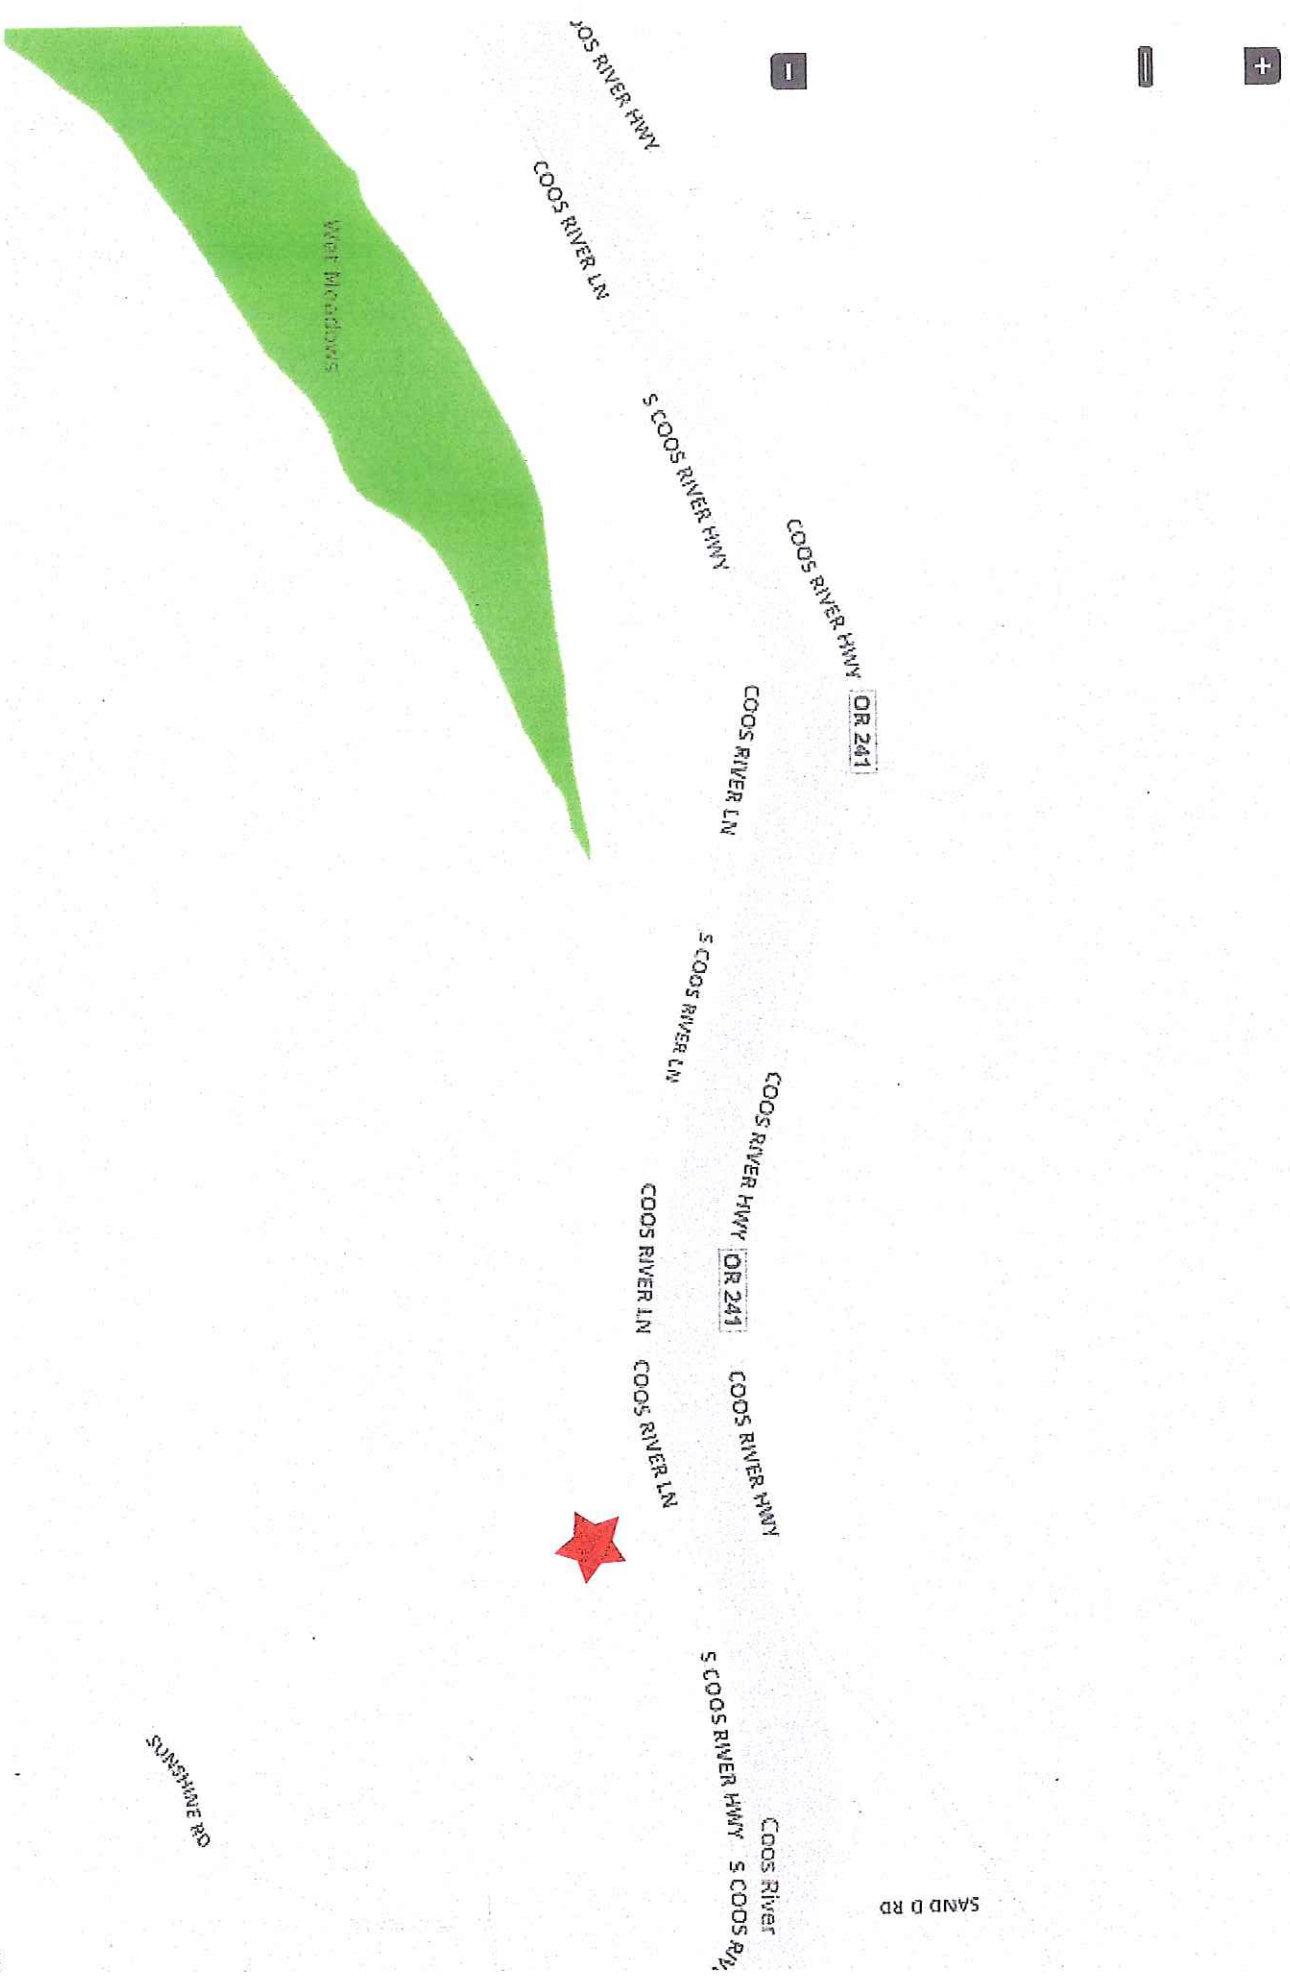 +
-
OOS RIVER HWY
COOS RIVER LN
Wet Meadows
S COOS RIVER HWY
COOS RIVER HWY
OR 241
COOS RIVER LN
S COOS RIVER LN
COOS RIVER HWY
OR 241
COOS RIVER LN
COOS RIVER LN
COOS RIVER HWY
S COOS RIVER HWY
S COOS RIV
Coos River
SAND D RD
SUNSHINE RD